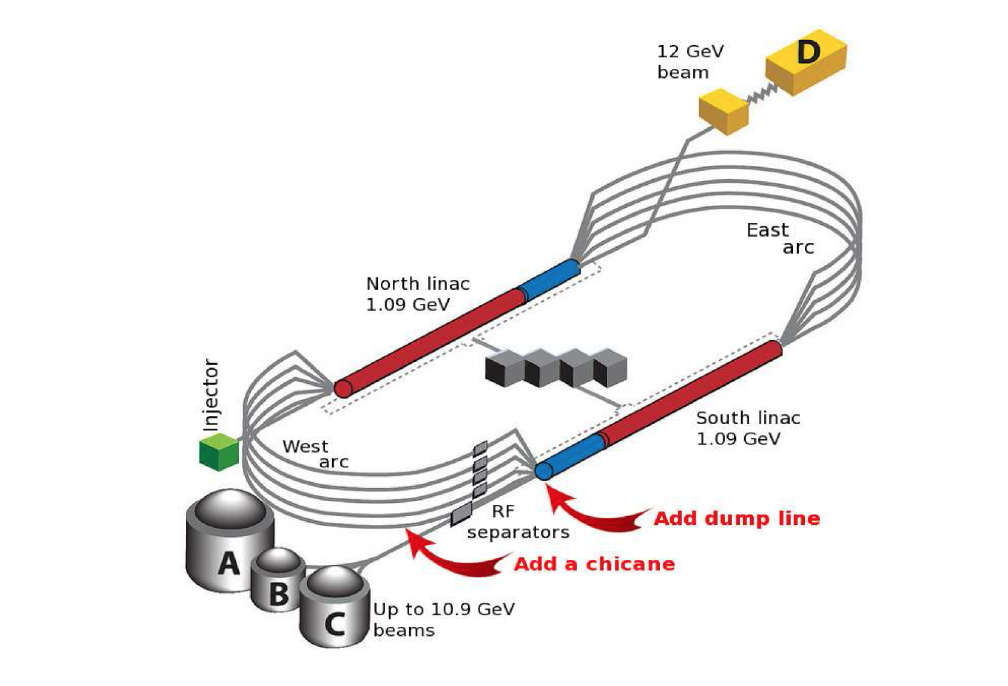 12 GeV
beam
D
East
arc
North linac
1.09 GeV
Injector
West
arc
South linac
1.09 GeV
RF
separators
Add dump line
Add a chicane
A
B
C
Up to 10.9 GeV
beams